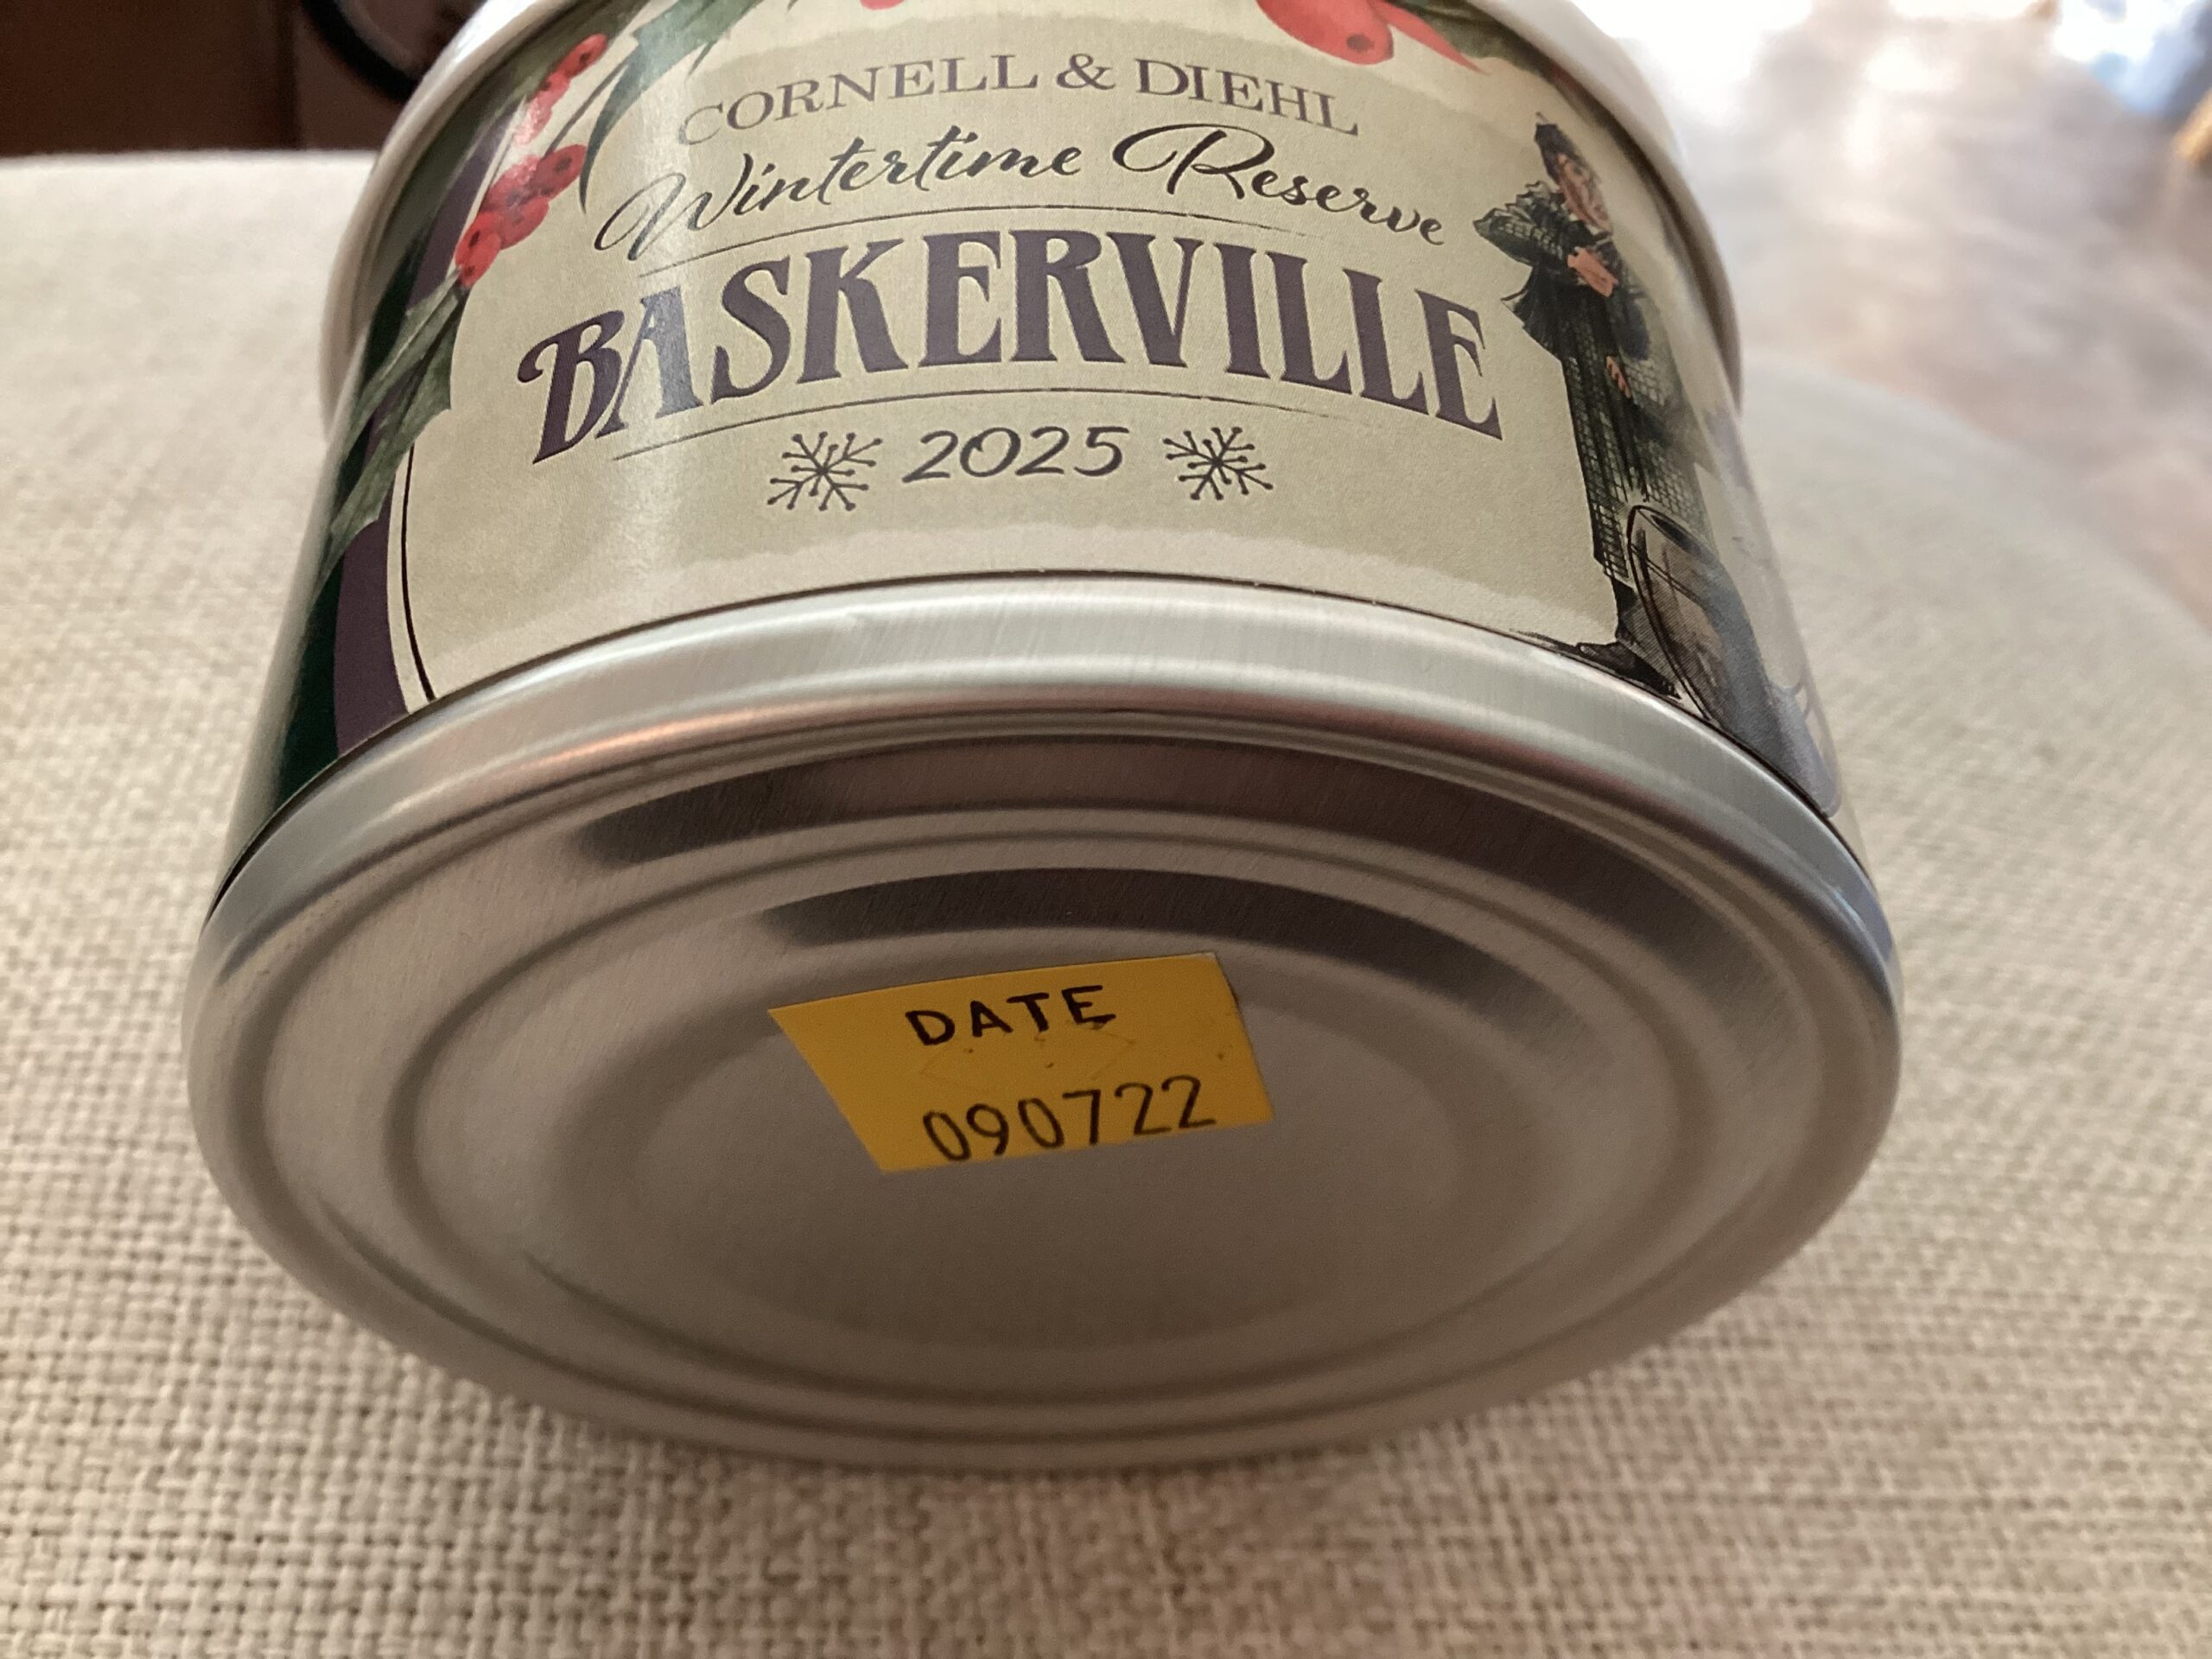 CORNELL & DIEHL
Wintertime Reserve
BASKERVILLE
2025
DATE
090722